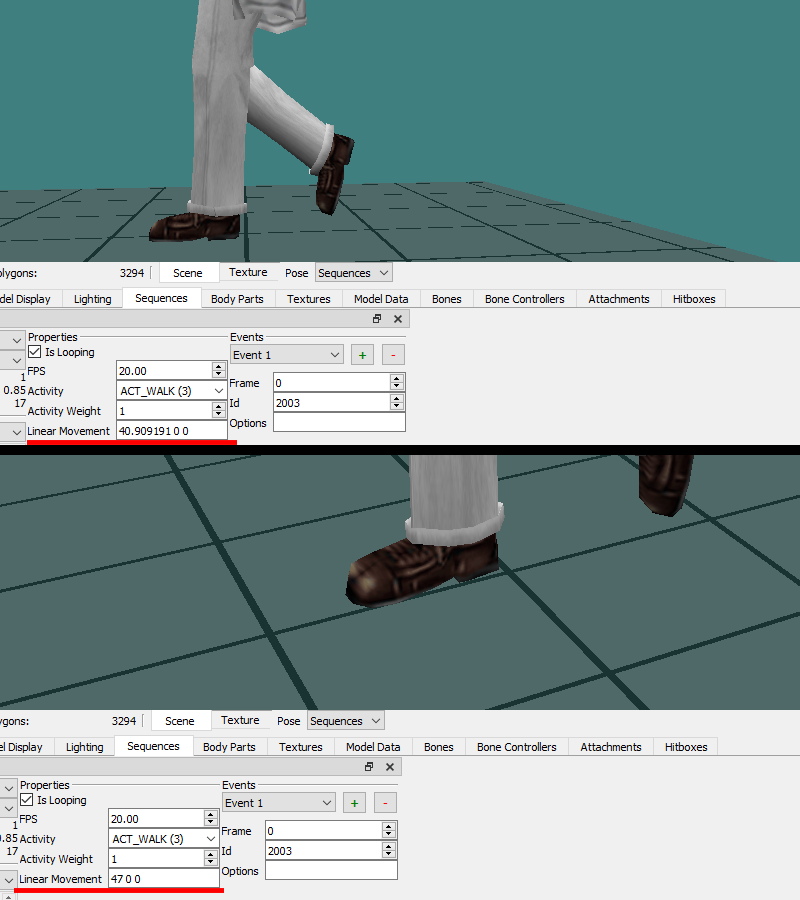 olygons: 3294 Scene Texture Pose Sequences
del Display Lighting Sequences Body Parts Textures Model Data Bones Bone Controllers Attachments Hitboxes
Properties Events
Is Looping Event 1 + -
1 FPS 20.00 Frame 0
0.85 Activity ACT_WALK (3) Id 2003
17 Activity Weight 1 Options
Linear Movement 40.909191 0 0
ygons: 3294 Scene Texture Pose Sequences
el Display Lighting Sequences Body Parts Textures Model Data Bones Bone Controllers Attachments Hitboxes
Properties Events
Is Looping Event 1 + -
1 FPS 20.00 Frame 0
.85 Activity ACT_WALK (3) Id 2003
17 Activity Weight 1 Options
Linear Movement 47 0 0